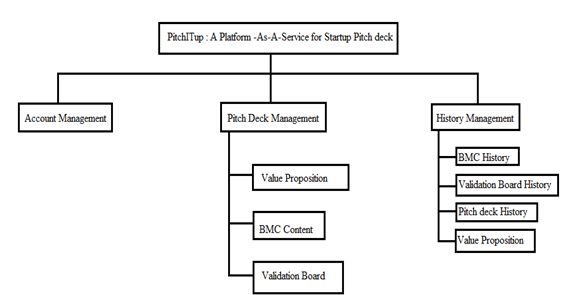 PitchITup : A Platform -As-A-Service for Startup Pitch deck
Account Management
Pitch Deck Management
History Management
Value Proposition
BMC Content
Validation Board
BMC History
Validation Board History
Pitch deck History
Value Proposition